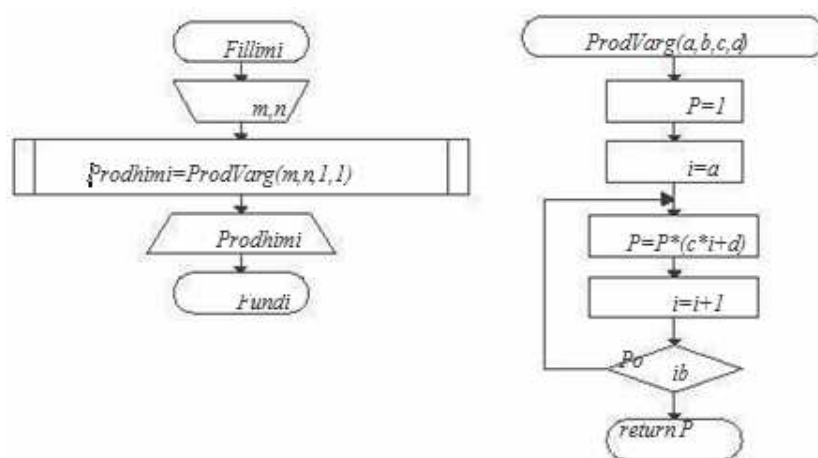 Fillimi
m,n
Prodhimi=ProdVarg(m,n,1,1)
Prodhimi
Fundi
ProdVarg(a,b,c,d)
P=1
i=a
P=P*(c*i+d)
i=i+1
Po
ib
return P